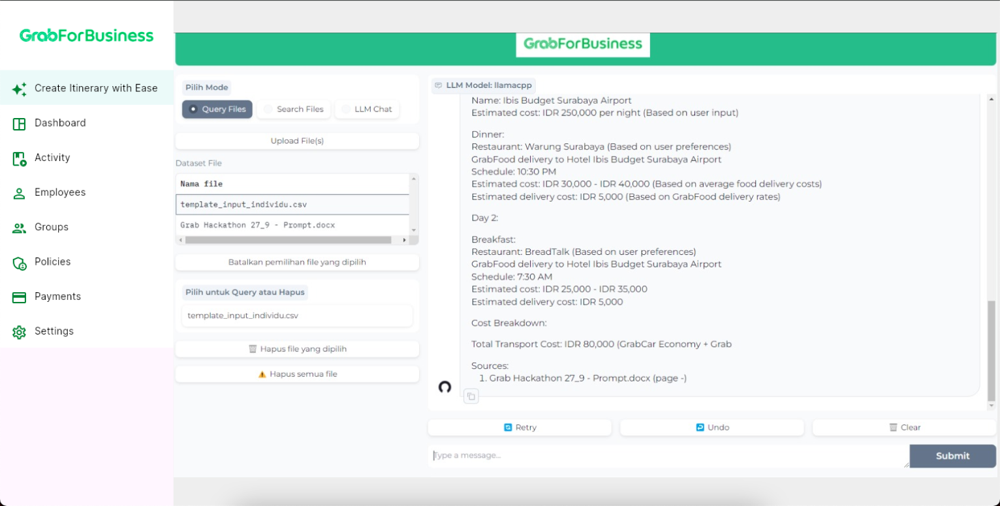 GrabForBusiness
Create Itinerary with Ease
Dashboard
Activity
Employees
Groups
Policies
Payments
Settings
GrabForBusiness
Pilih Mode
Query Files
Search Files
LLM Chat
Upload File(s)
Dataset File
Nama file
template_input_individu.csv
Grab Hackathon 27_9 - Prompt.docx
Batalkan pemilihan file yang dipilih
Pilih untuk Query atau Hapus
template_input_individu.csv
Hapus file yang dipilih
Hapus semua file
LLM Model: llamacpp
Name: Ibis Budget Surabaya Airport
Estimated cost: IDR 250,000 per night (Based on user input)
Dinner:
Restaurant: Warung Surabaya (Based on user preferences)
GrabFood delivery to Hotel Ibis Budget Surabaya Airport
Schedule: 10:30 PM
Estimated cost: IDR 30,000 - IDR 40,000 (Based on average food delivery costs)
Estimated delivery cost: IDR 5,000 (Based on GrabFood delivery rates)
Day 2:
Breakfast:
Restaurant: BreadTalk (Based on user preferences)
GrabFood delivery to Hotel Ibis Budget Surabaya Airport
Schedule: 7:30 AM
Estimated cost: IDR 25,000 - IDR 35,000
Estimated delivery cost: IDR 5,000
Cost Breakdown:
Total Transport Cost: IDR 80,000 (GrabCar Economy + Grab
Sources:
1. Grab Hackathon 27_9 - Prompt.docx (page -)
Retry
Undo
Clear
Type a message...
Submit